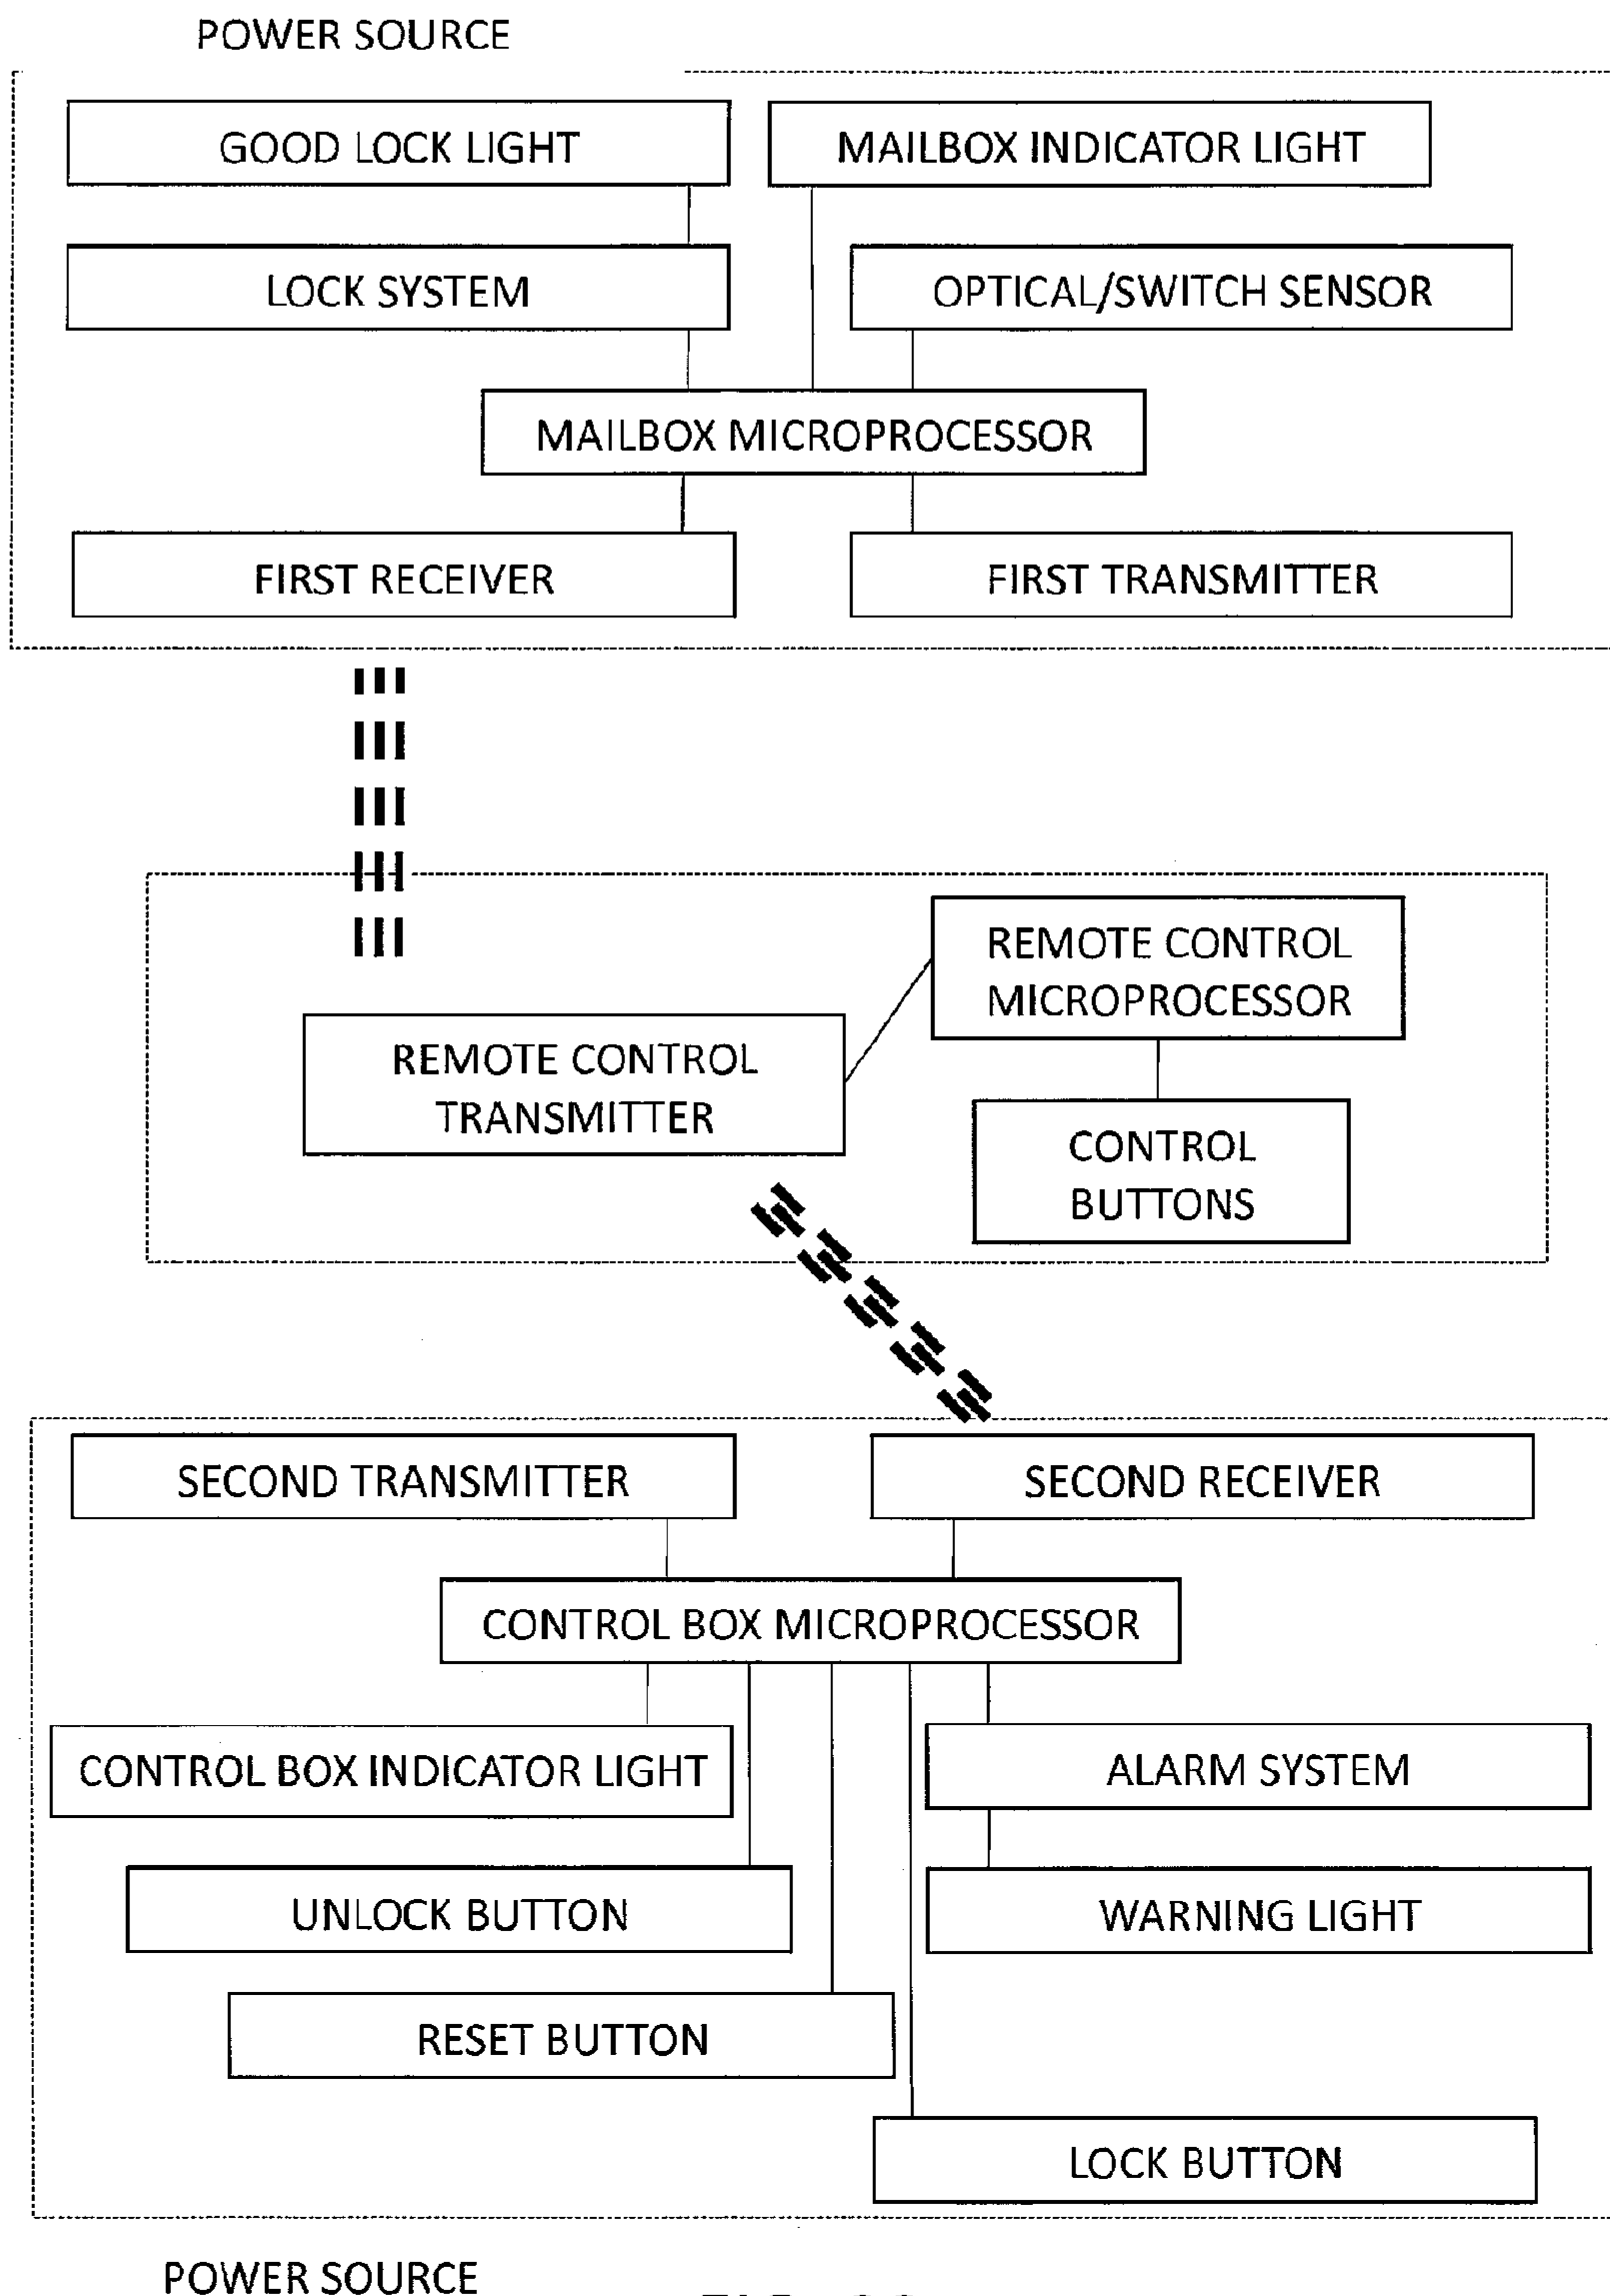 POWER SOURCE
GOOD LOCK LIGHT
MAILBOX INDICATOR LIGHT
LOCK SYSTEM
OPTICAL/SWITCH SENSOR
MAILBOX MICROPROCESSOR
FIRST RECEIVER
FIRST TRANSMITTER
REMOTE CONTROL
MICROPROCESSOR
REMOTE CONTROL
TRANSMITTER
CONTROL
BUTTONS
SECOND TRANSMITTER
SECOND RECEIVER
CONTROL BOX MICROPROCESSOR
CONTROL BOX INDICATOR LIGHT
ALARM SYSTEM
UNLOCK BUTTON
WARNING LIGHT
RESET BUTTON
LOCK BUTTON
POWER SOURCE